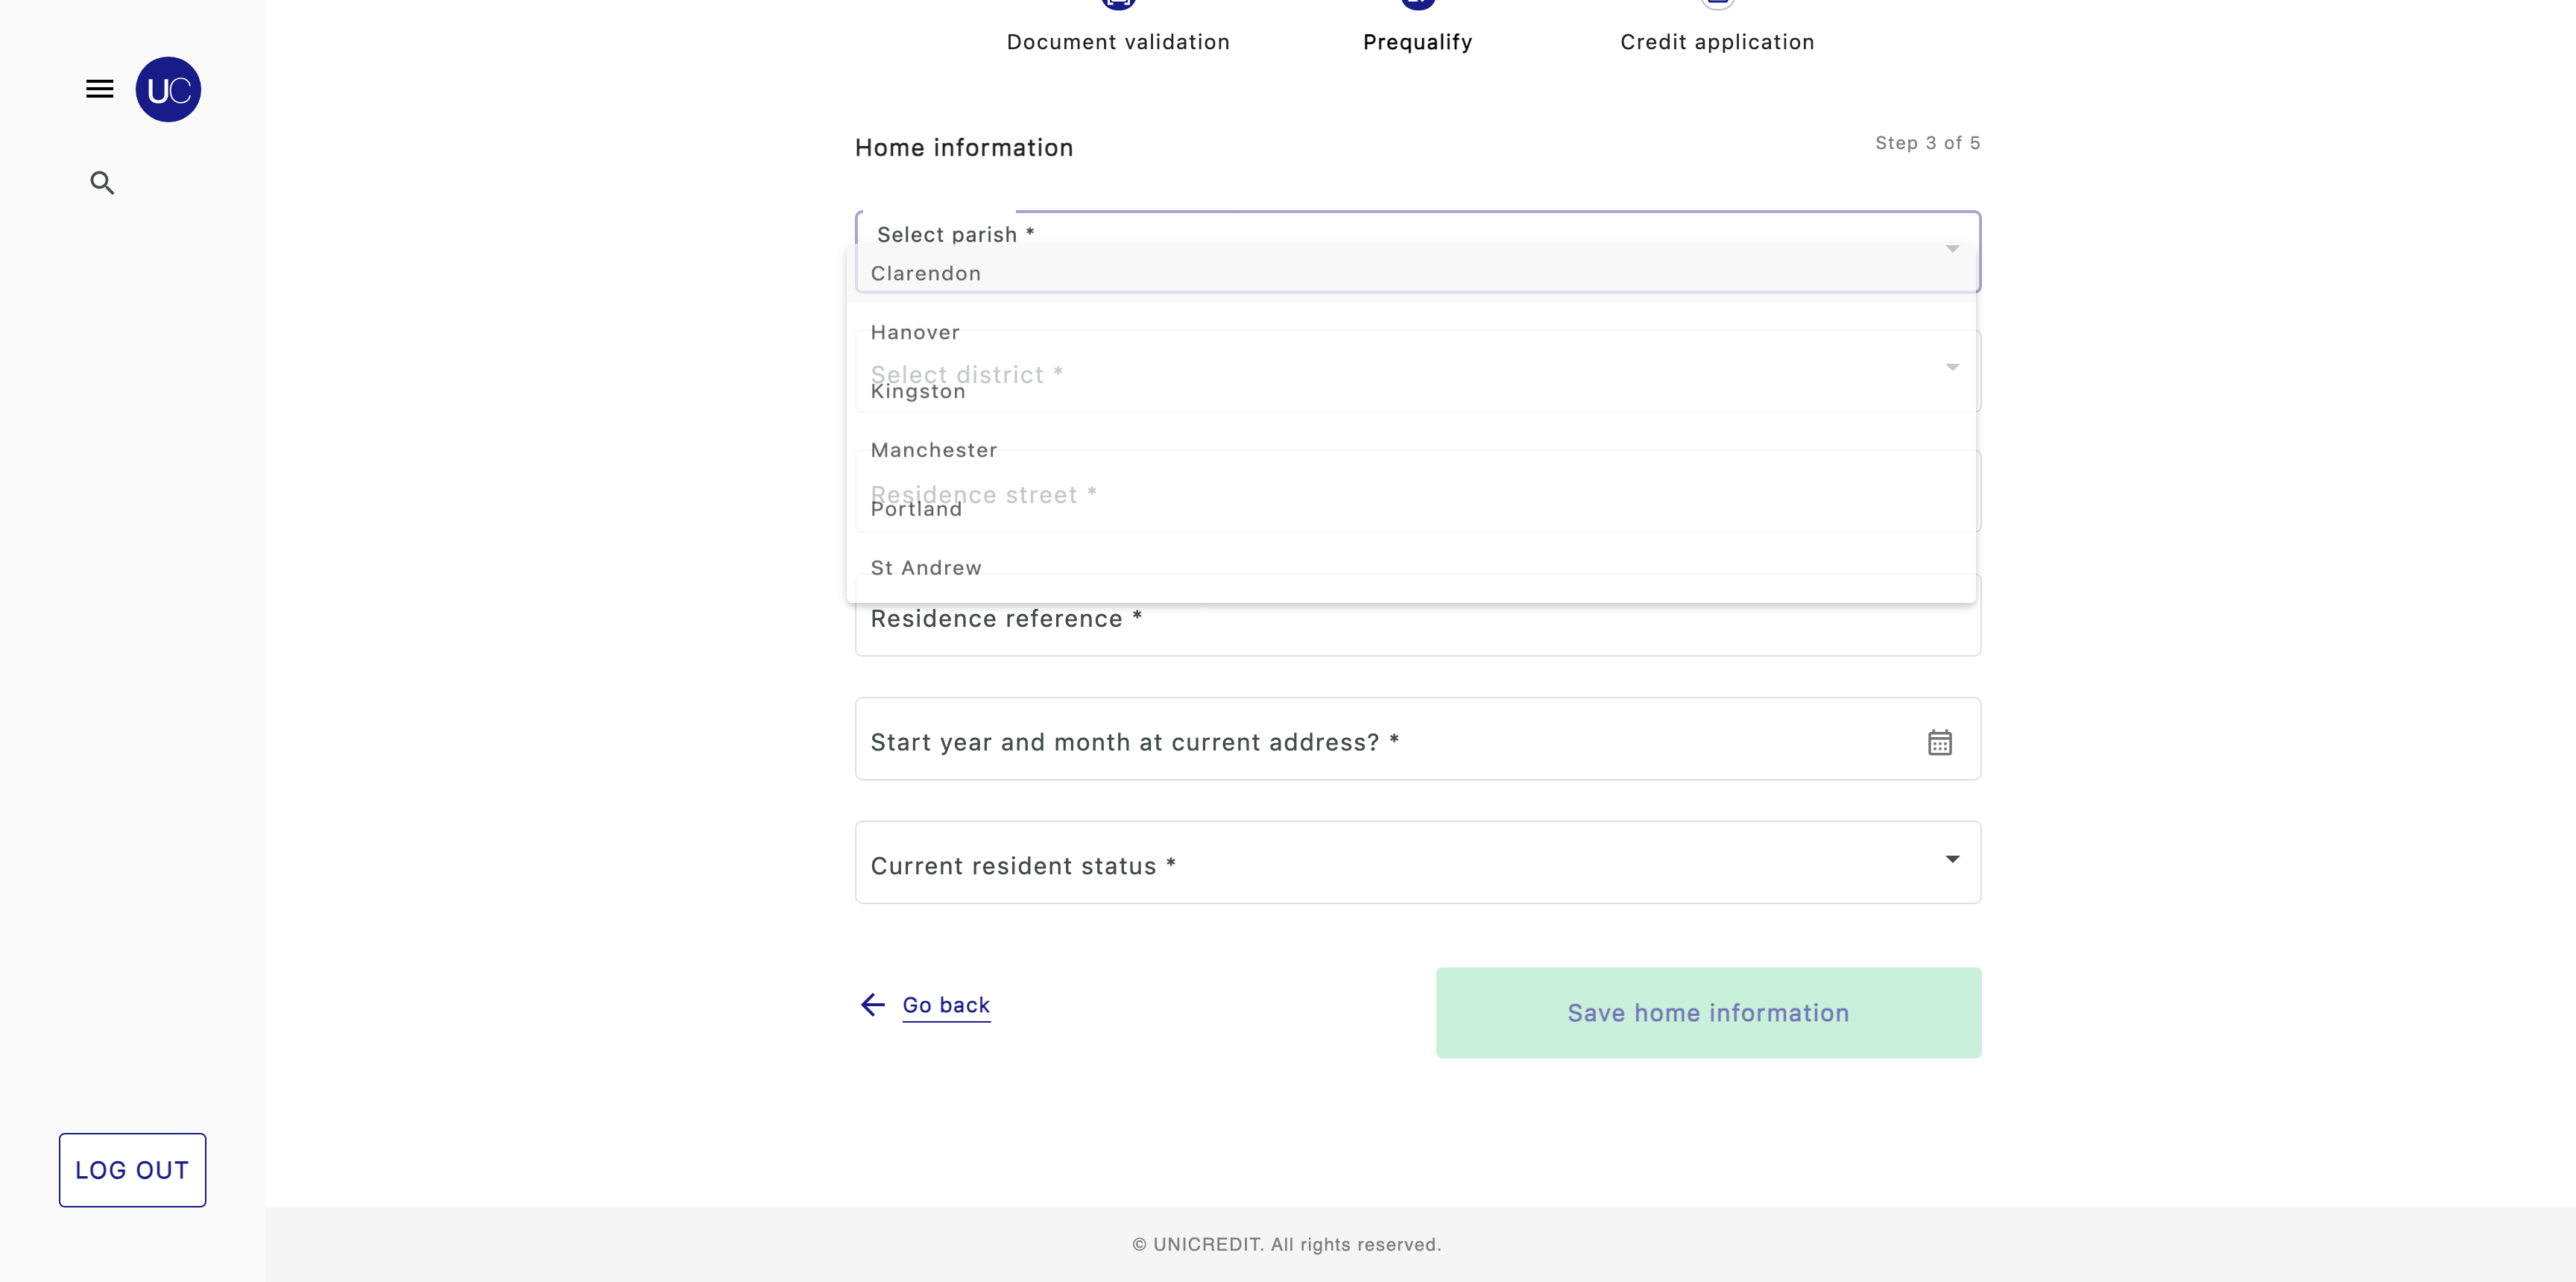 Document validation
Prequalify
Credit application
UC
Home information
Step 3 of 5
Select parish *
Clarendon
Hanover
Select district *
Kingston
Manchester
Residence street *
Portland
St Andrew
Residence reference *
Start year and month at current address? *
Current resident status *
Go back
Save home information
LOG OUT
© UNICREDIT. All rights reserved.